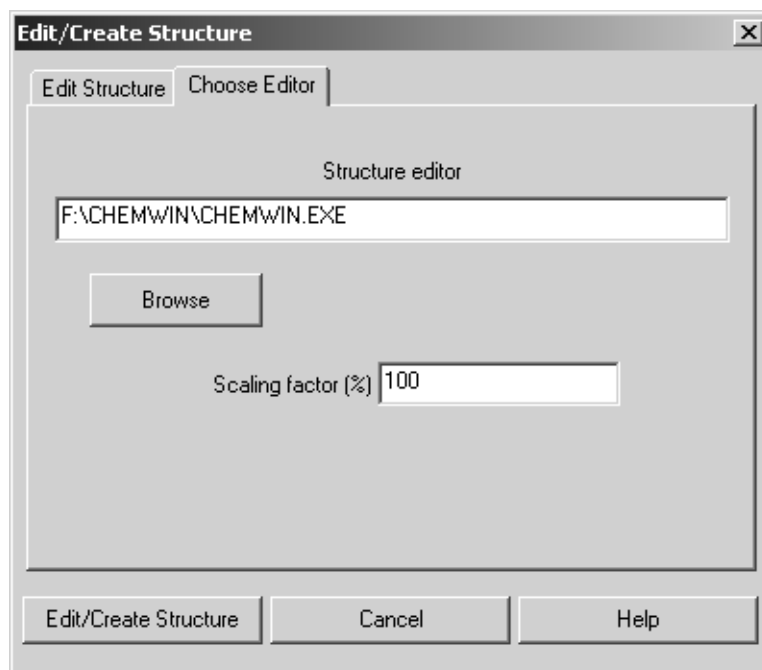 Edit/Create Structure
Edit Structure Choose Editor
Structure editor
F:\CHEMWIN\CHEMWIN.EXE
Browse
Scaling factor (%) 100
Edit/Create Structure Cancel Help